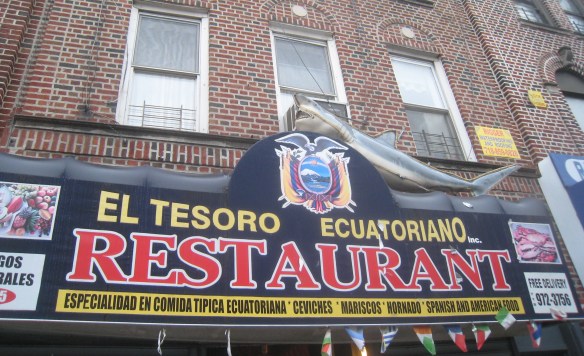 EL TESORO ECUATORIANO Inc.
RESTAURANT
ESPECIALIDAD EN COMIDA TIPICA ECUATORIANA * CEVICHES * MARISCOS * HORNADO * SPANISH AND AMERICAN FOOD
FREE DELIVERY
972-3756